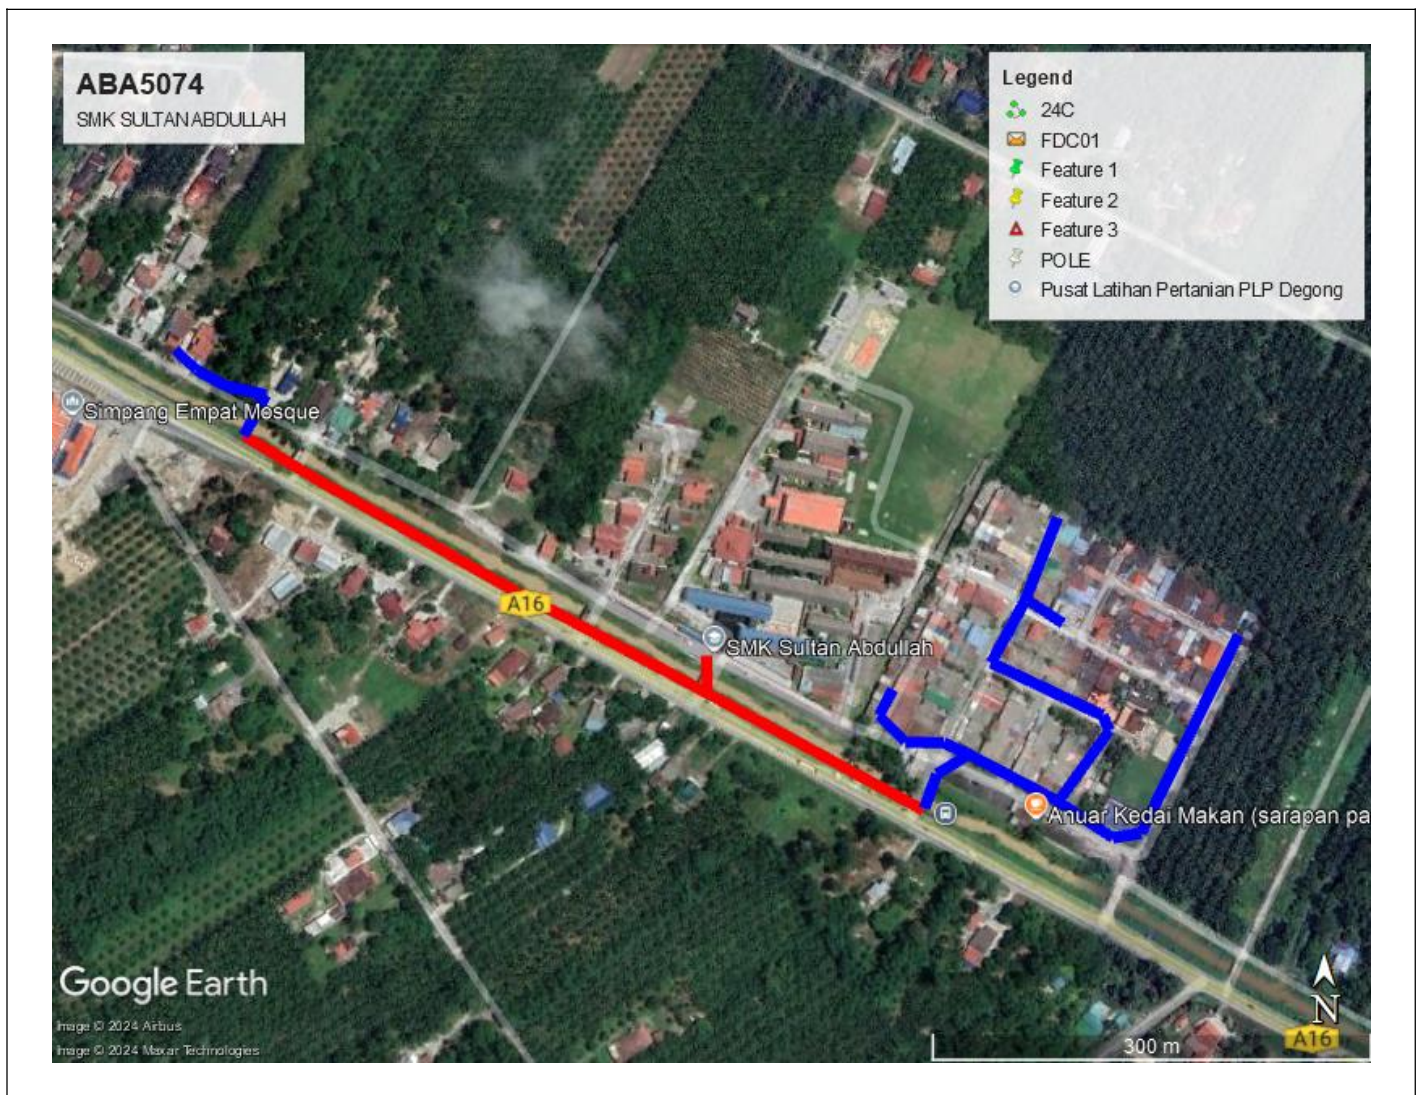 ABA5074
SMK SULTAN ABDULLAH
Legend
24C
FDC01
Feature 1
Feature 2
Feature 3
POLE
Pusat Latihan Pertanian PLP Degong
Simpang Empat Mosque
A16
SMK Sultan Abdullah
Anuar Kedai Makan (sarapan pa
Google Earth
Image © 2024 Airbus
Image © 2024 Maxar Technologies
N
300 m
A16